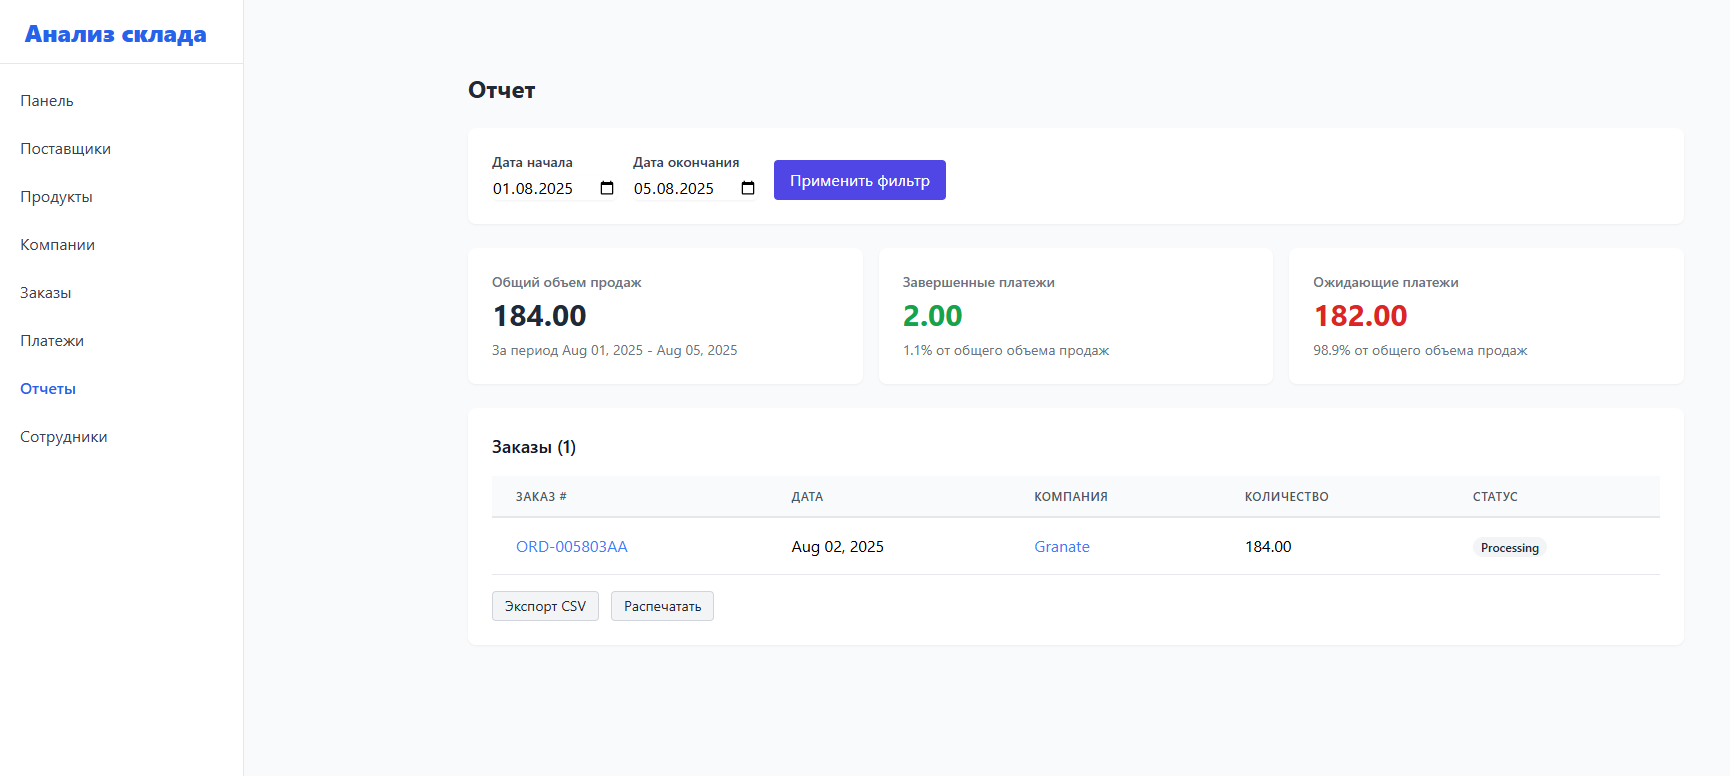 Анализ склада
Панель
Поставщики
Продукты
Компании
Заказы
Платежи
Отчеты
Сотрудники
Отчет
Дата начала
01.08.2025
Дата окончания
05.08.2025
Применить фильтр
Общий объем продаж
184.00
За период Aug 01, 2025 - Aug 05, 2025
Завершенные платежи
2.00
1.1% от общего объема продаж
Ожидающие платежи
182.00
98.9% от общего объема продаж
Заказы (1)
ЗАКАЗ # ДАТА КОМПАНИЯ КОЛИЧЕСТВО СТАТУС
ORD-005803AA Aug 02, 2025 Granate 184.00 Processing
Экспорт CSV Распечатать